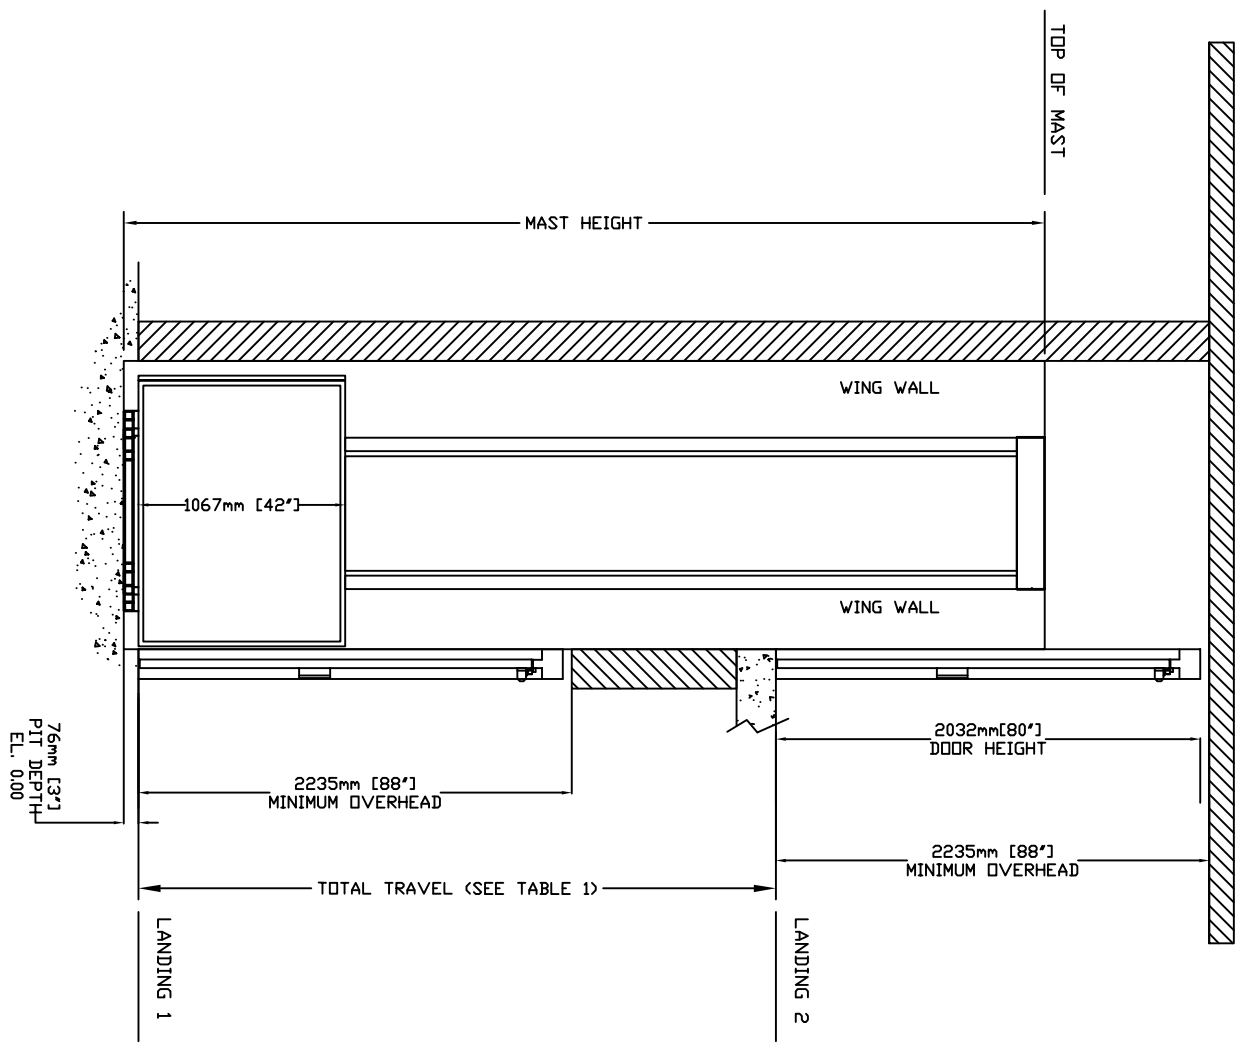 TOP OF MAST
MAST HEIGHT
WING WALL
1067mm [42"]
WING WALL
2032mm[80"]
DOOR HEIGHT
76mm [3"]
PIT DEPTH
EL. 0.00
2235mm [88"]
MINIMUM OVERHEAD
2235mm [88"]
MINIMUM OVERHEAD
TOTAL TRAVEL (SEE TABLE 1)
LANDING 1
LANDING 2